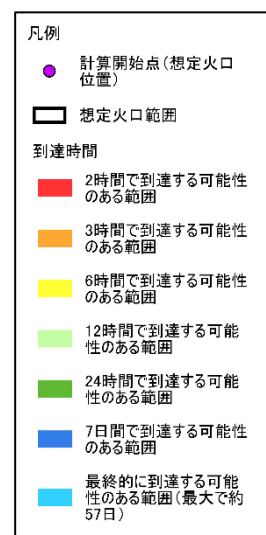 凡例
計算開始点(想定火口
位置)
想定火口範囲
到達時間
2時間で到達する可能性
のある範囲
3時間で到達する可能性
のある範囲
6時間で到達する可能性
のある範囲
12時間で到達する可能
性のある範囲
24時間で到達する可能
性のある範囲
7日間で到達する可能性
のある範囲
最終的に到達する可能
性のある範囲(最大で約
57日)